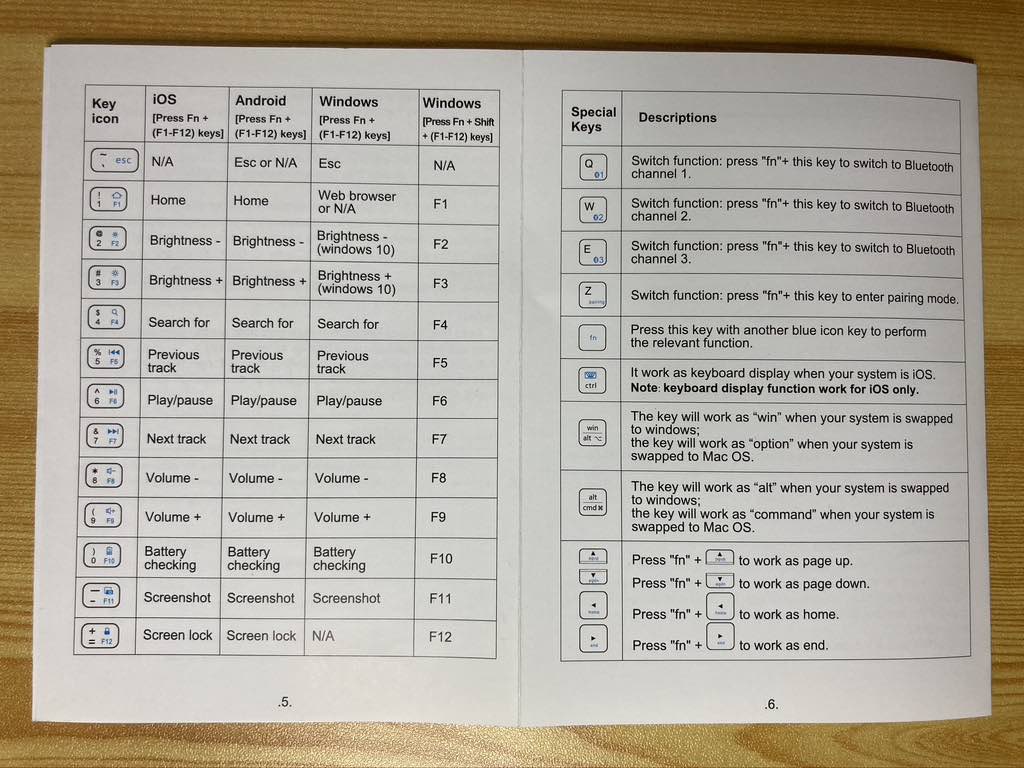 Key
icon
iOS
[Press Fn +
(F1-F12) keys]
Android
[Press Fn +
(F1-F12) keys]
Windows
[Press Fn +
(F1-F12) keys]
Windows
[Press Fn + Shift
+ (F1-F12) keys]
~ esc
`
N/A
Esc or N/A
Esc
N/A
!
1 F1
Home
Home
Web browser
or N/A
F1
@
2 F2
Brightness -
Brightness -
Brightness -
(windows 10)
F2
#
3 F3
Brightness +
Brightness +
Brightness +
(windows 10)
F3
$
4 F4
Search for
Search for
Search for
F4
%
5 F5
Previous
track
Previous
track
Previous
track
F5
^
6 F6
Play/pause
Play/pause
Play/pause
F6
&
7 F7
Next track
Next track
Next track
F7
*
8 F8
Volume -
Volume -
Volume -
F8
(
9 F9
Volume +
Volume +
Volume +
F9
)
0 F10
Battery
checking
Battery
checking
Battery
checking
F10
—
- F11
Screenshot
Screenshot
Screenshot
F11
+
= F12
Screen lock
Screen lock
N/A
F12
.5.
Special
Keys
Descriptions
Q
1
Switch function: press "fn"+ this key to switch to Bluetooth
channel 1.
W
2
Switch function: press "fn"+ this key to switch to Bluetooth
channel 2.
E
3
Switch function: press "fn"+ this key to switch to Bluetooth
channel 3.
Z
pairing
Switch function: press "fn"+ this key to enter pairing mode.
fn
Press this key with another blue icon key to perform
the relevant function.
ctrl
It work as keyboard display when your system is iOS.
Note: keyboard display function work for iOS only.
win
alt ⌥
The key will work as “win” when your system is swapped
to windows;
the key will work as “option” when your system is
swapped to Mac OS.
alt
cmd ⌘
The key will work as “alt” when your system is swapped
to windows;
the key will work as “command” when your system is
swapped to Mac OS.
▲
pgup
Press "fn" + ▲ pgup to work as page up.
▼
pgdn
Press "fn" + ▼ pgdn to work as page down.
◄
home
Press "fn" + ◄ home to work as home.
►
end
Press "fn" + ► end to work as end.
.6.